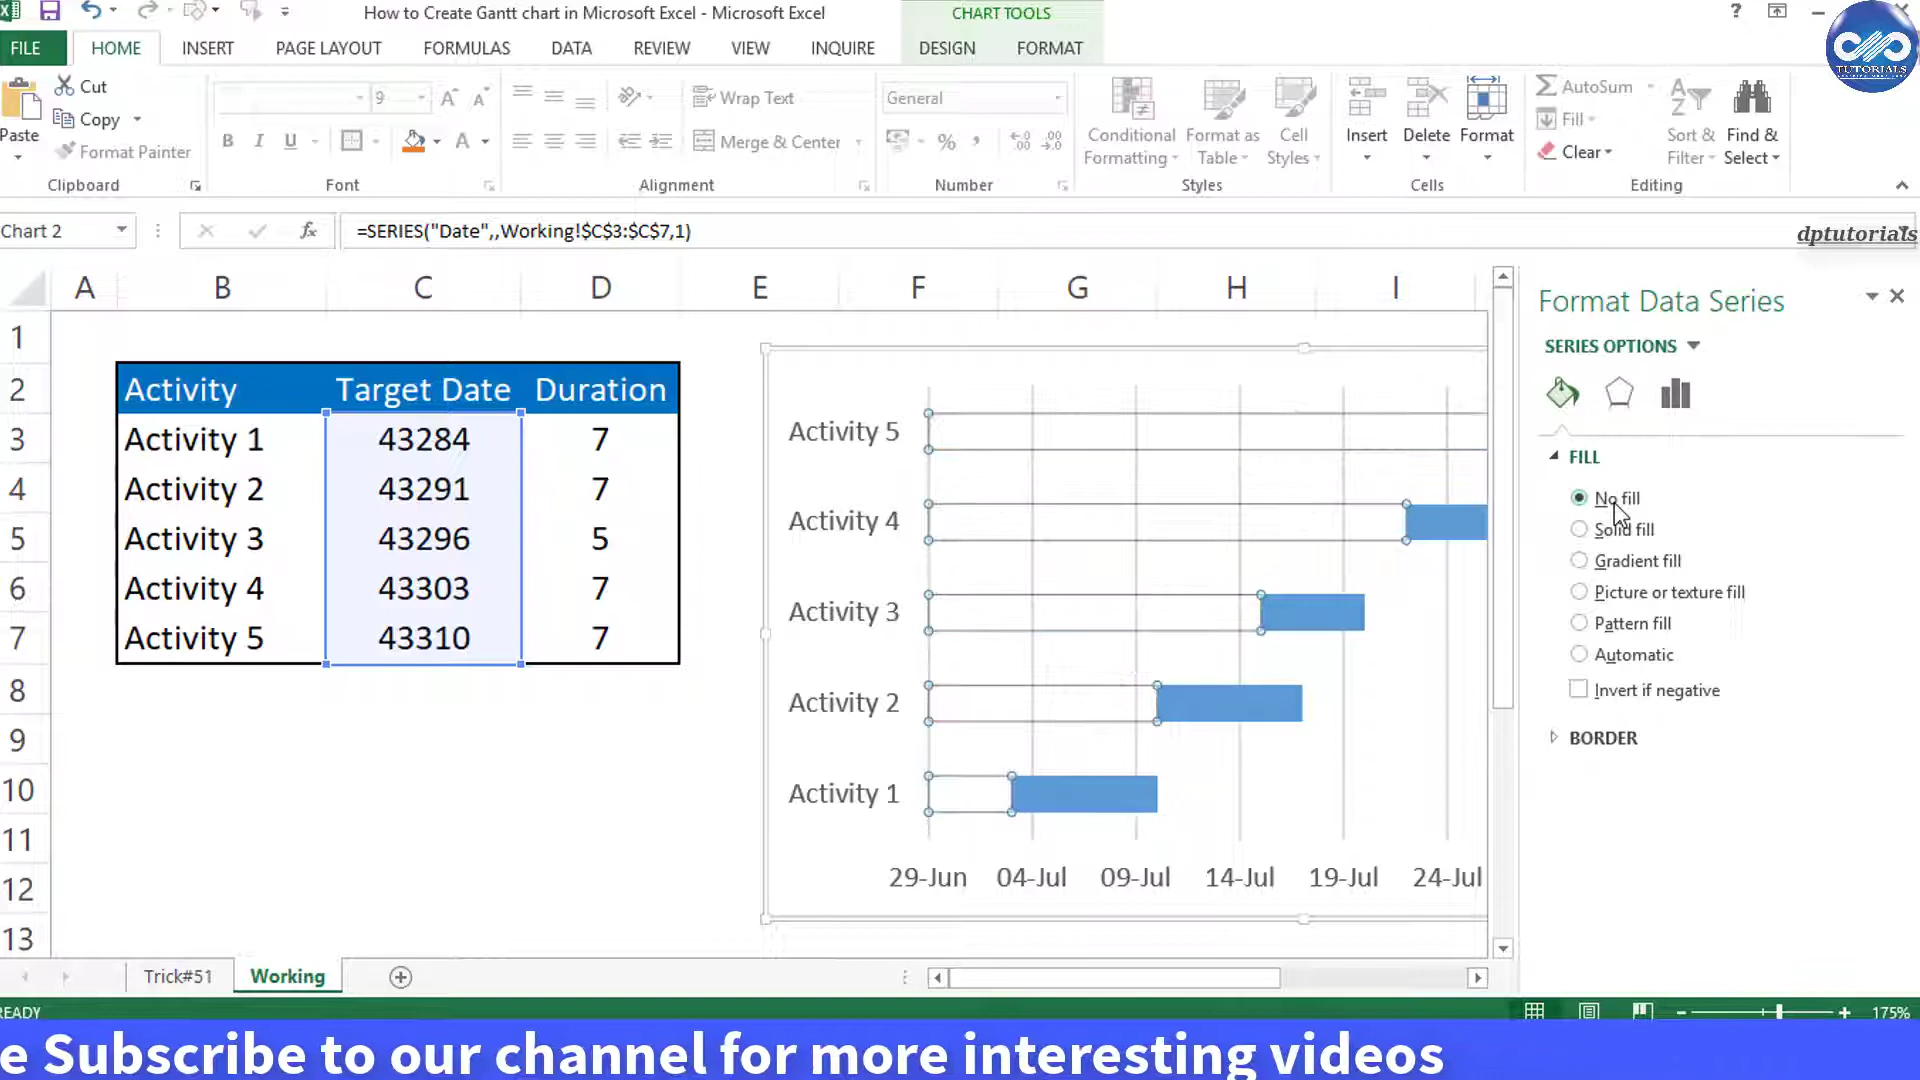 How to Create Gantt chart in Microsoft Excel - Microsoft Excel
CHART TOOLS
?
FILE HOME INSERT PAGE LAYOUT FORMULAS DATA REVIEW VIEW INQUIRE DESIGN FORMAT
TUTORIALS
Paste
Cut
Copy
Format Painter
Clipboard
9
B I U
Font
Wrap Text
Merge & Center
Alignment
General
%
Number
Conditional Formatting
Format as Table
Cell Styles
Styles
Insert
Delete
Format
Cells
AutoSum
Fill
Clear
Sort & Filter
Find & Select
Editing
Chart 2
fx
=SERIES("Date",,Working!$C$3:$C$7,1)
dptutorials
A B C D E F G H I
1
2 Activity Target Date Duration
3 Activity 1 43284 7
4 Activity 2 43291 7
5 Activity 3 43296 5
6 Activity 4 43303 7
7 Activity 5 43310 7
8
9
10
11
12
13
Activity 5
Activity 4
Activity 3
Activity 2
Activity 1
29-Jun 04-Jul 09-Jul 14-Jul 19-Jul 24-Jul
Format Data Series
SERIES OPTIONS
FILL
No fill
Solid fill
Gradient fill
Picture or texture fill
Pattern fill
Automatic
Invert if negative
BORDER
Trick#51 Working
READY
175%
e Subscribe to our channel for more interesting videos